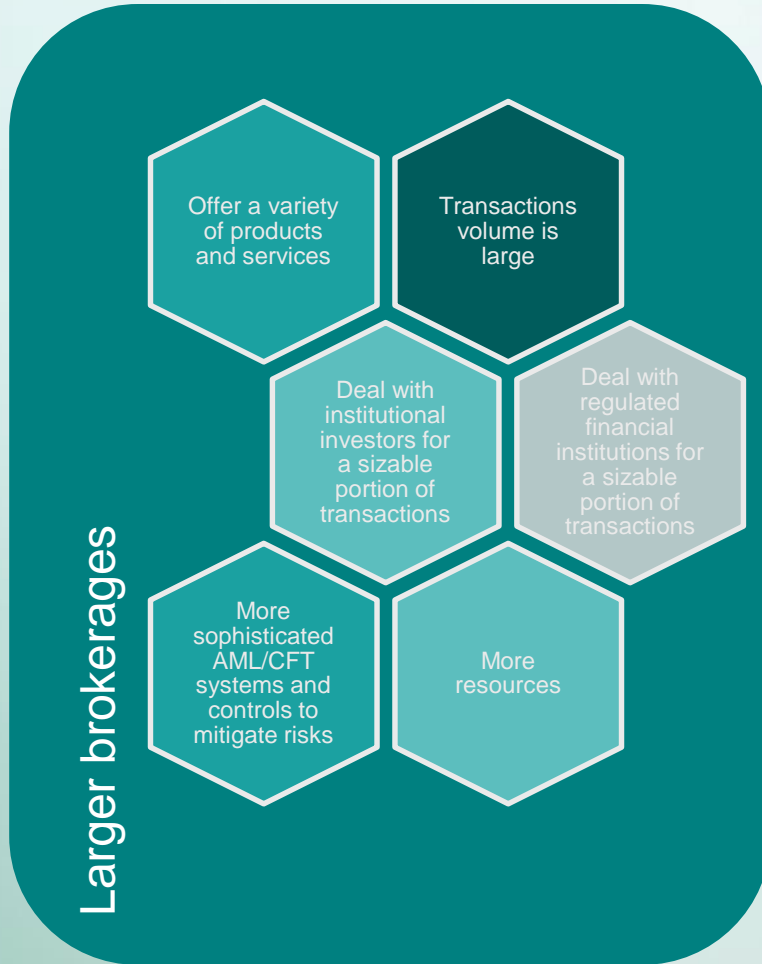 Larger brokerages
Offer a variety
of products
and services
Transactions
volume is
large
Deal with
institutional
investors for
a sizable
portion of
transactions
Deal with
regulated
financial
institutions for
a sizable
portion of
transactions
More
sophisticated
AML/CFT
systems and
controls to
mitigate risks
More
resources